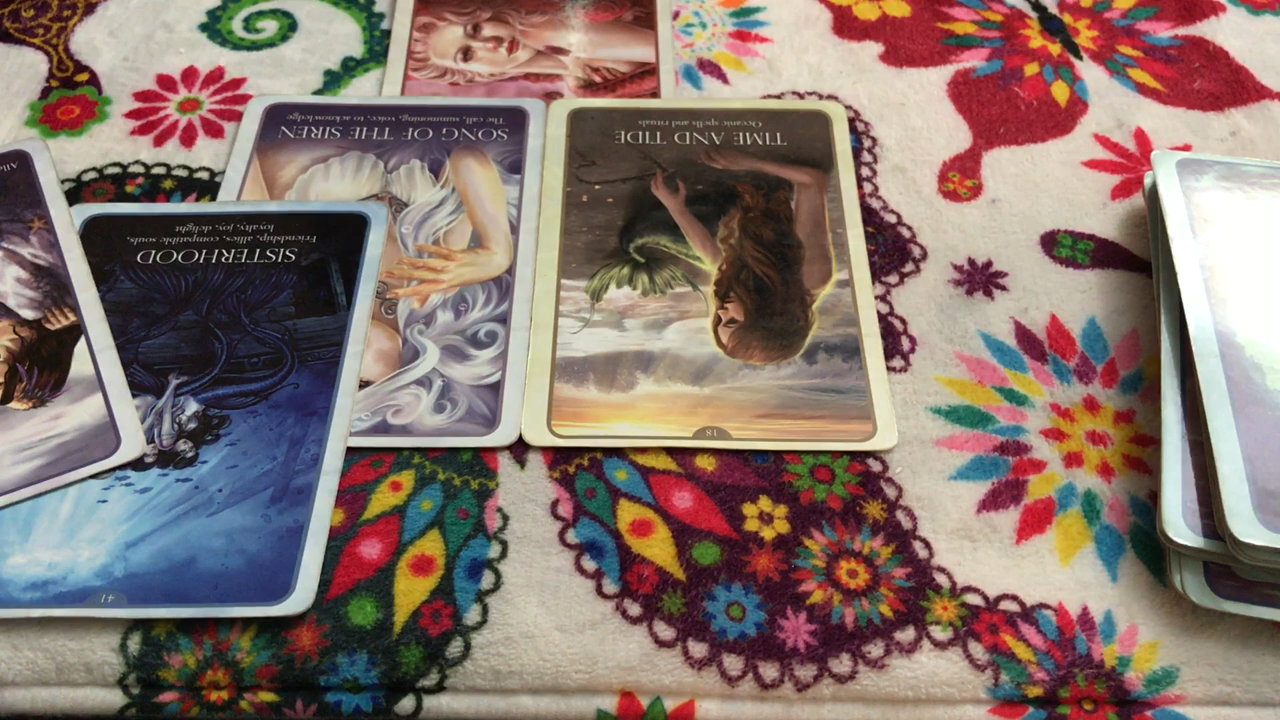 SONG OF THE SIREN
The call, summoning, voice, to acknowledge
TIME AND TIDE
Oceanic spells and rituals
18
SISTERHOOD
Friendship, allies, compatible souls,
loyalty, joy, delight
41